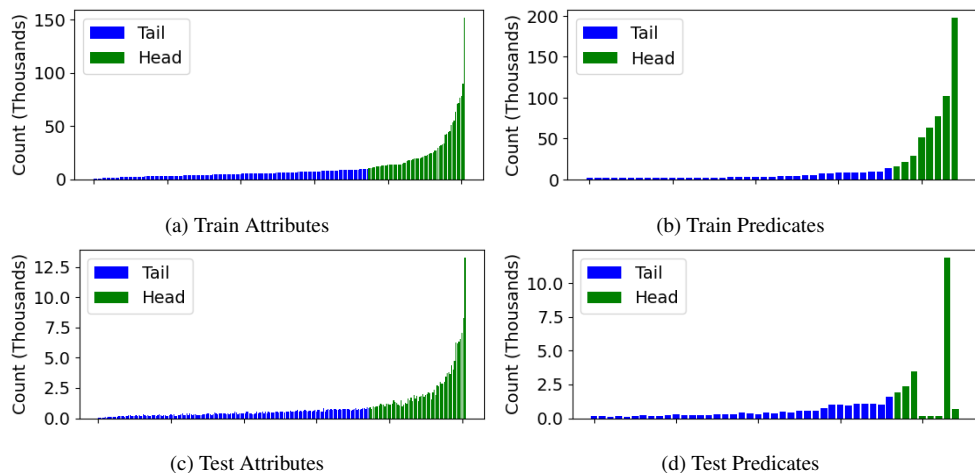 150
100
50
0
Count (Thousands)
Tail
Head
(a) Train Attributes
200
150
100
50
0
Count (Thousands)
Tail
Head
(b) Train Predicates
12.5
10.0
7.5
5.0
2.5
0.0
Count (Thousands)
Tail
Head
(c) Test Attributes
10.0
7.5
5.0
2.5
0.0
Count (Thousands)
Tail
Head
(d) Test Predicates